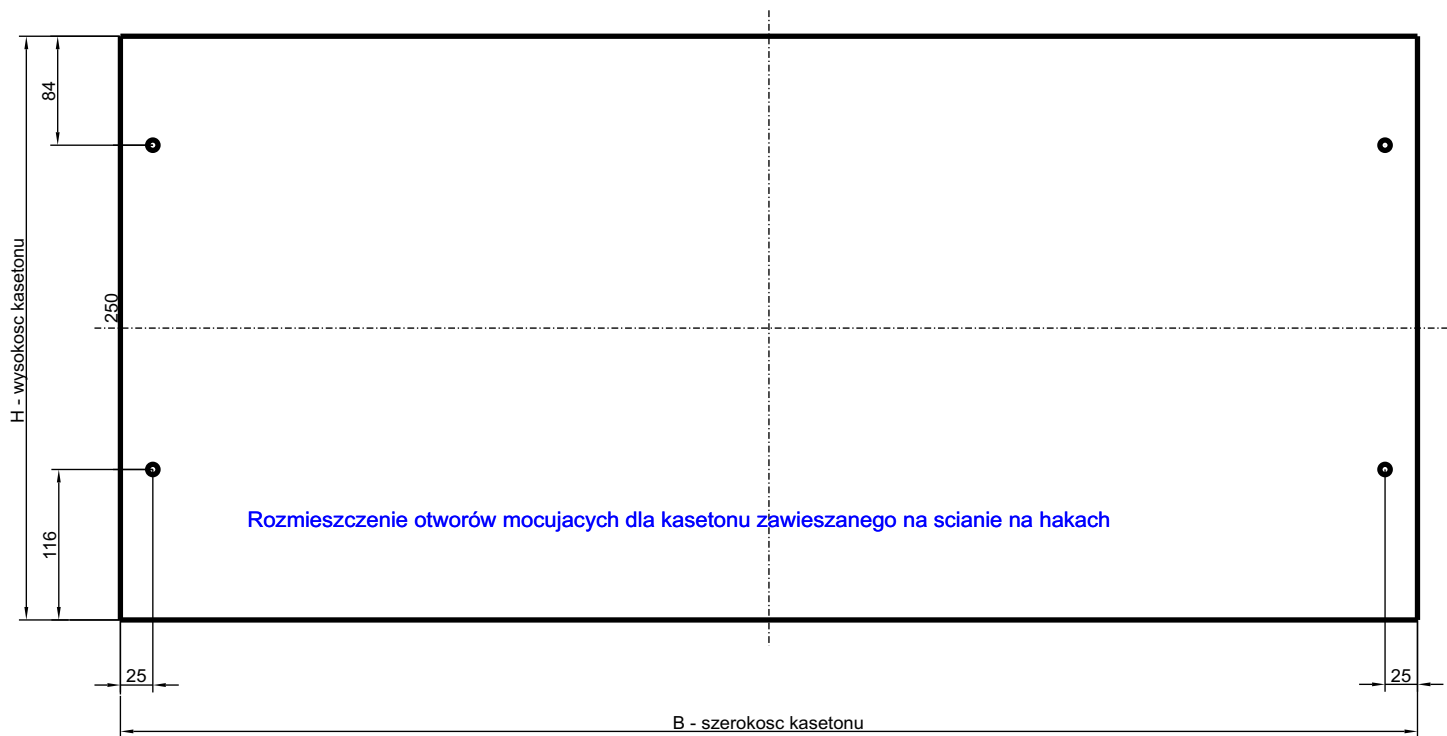 84
H - wysokosc kasetonu
250
116
Rozmieszczenie otworów mocujacych dla kasetonu zawieszanego na scianie na hakach
25
25
B - szerokosc kasetonu